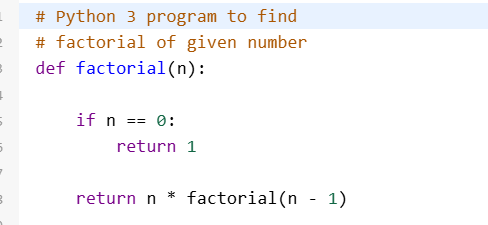 # Python 3 program to find
# factorial of given number
def factorial(n):
if n == 0:
return 1
return n * factorial(n - 1)